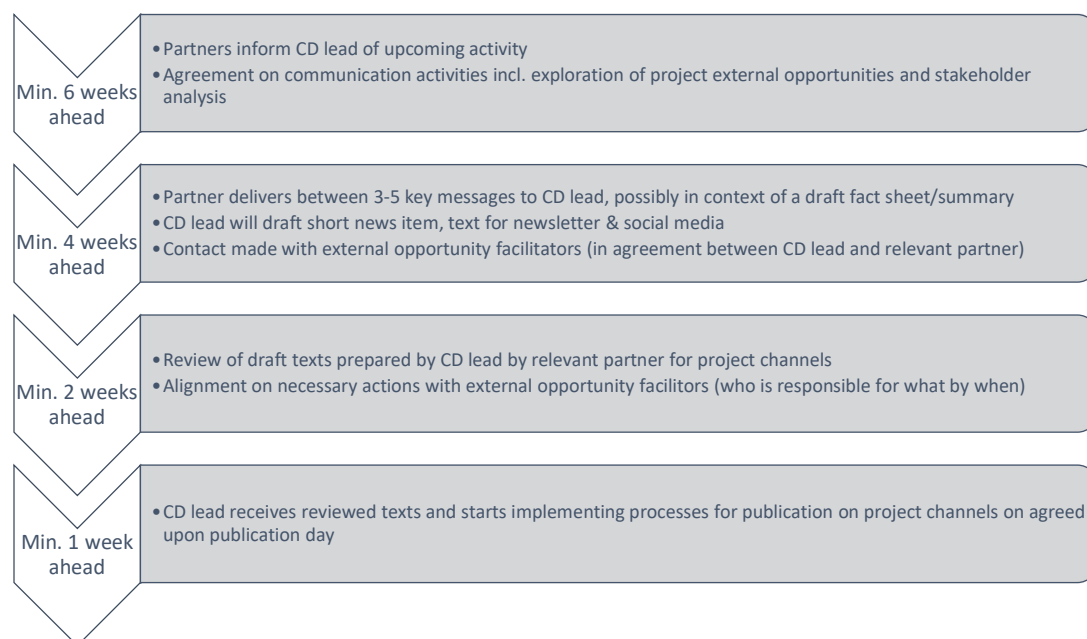 Min. 6 weeks
ahead
•Partners inform CD lead of upcoming activity
•Agreement on communication activities incl. exploration of project external opportunities and stakeholder
analysis
Min. 4 weeks
ahead
•Partner delivers between 3-5 key messages to CD lead, possibly in context of a draft fact sheet/summary
•CD lead will draft short news item, text for newsletter & social media
•Contact made with external opportunity facilitators (in agreement between CD lead and relevant partner)
Min. 2 weeks
ahead
•Review of draft texts prepared by CD lead by relevant partner for project channels
•Alignment on necessary actions with external opportunity facilitors (who is responsible for what by when)
Min. 1 week
ahead
•CD lead receives reviewed texts and starts implementing processes for publication on project channels on agreed
upon publication day